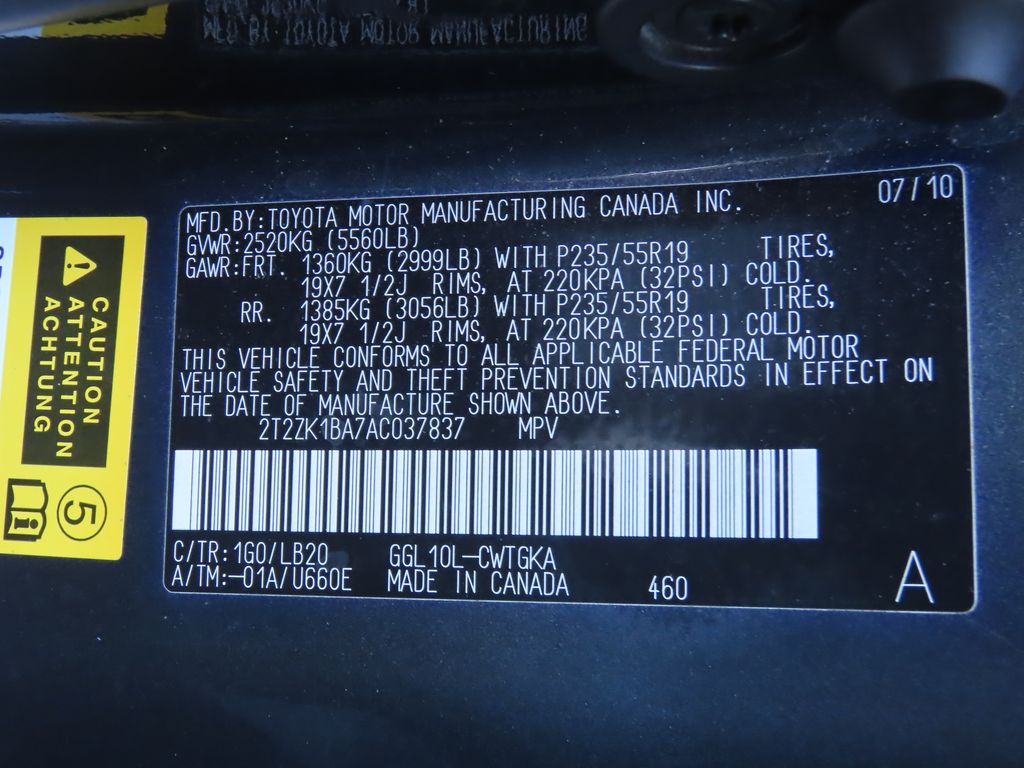 MFD.BY:TOYOTA MOTOR MANUFACTURING CANADA INC. 07/10
GVWR:2520KG (5560LB)
GAWR:FRT. 1360KG (2999LB) WITH P235/55R19 TIRES,
19X7 1/2J RIMS, AT 220KPA (32PSI) COLD.
RR. 1385KG (3056LB) WITH P235/55R19 TIRES,
19X7 1/2J RIMS, AT 220KPA (32PSI) COLD.
THIS VEHICLE CONFORMS TO ALL APPLICABLE FEDERAL MOTOR
VEHICLE SAFETY AND THEFT PREVENTION STANDARDS IN EFFECT ON
THE DATE OF MANUFACTURE SHOWN ABOVE.
2T2ZK1BA7AC037837 MPV
C/TR:1G0/LB20 GGL10L-CWTGKA
A/TM:-01A/U660E MADE IN CANADA 460 A
CAUTION
ATTENTION
ACHTUNG
5